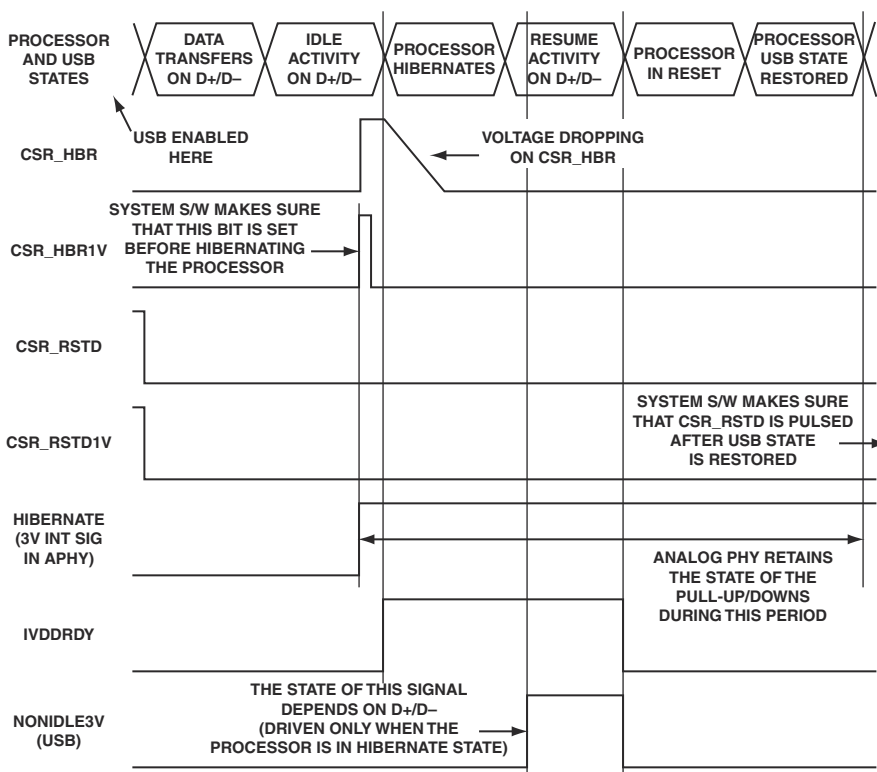 PROCESSOR
AND USB
STATES
DATA
TRANSFERS
ON D+/D–
IDLE
ACTIVITY
ON D+/D–
PROCESSOR
HIBERNATES
RESUME
ACTIVITY
ON D+/D–
PROCESSOR
IN RESET
PROCESSOR
USB STATE
RESTORED
USB ENABLED
HERE
CSR_HBR
VOLTAGE DROPPING
ON CSR_HBR
SYSTEM S/W MAKES SURE
THAT THIS BIT IS SET
BEFORE HIBERNATING
THE PROCESSOR
CSR_HBR1V
CSR_RSTD
CSR_RSTD1V
SYSTEM S/W MAKES SURE
THAT CSR_RSTD IS PULSED
AFTER USB STATE
IS RESTORED
HIBERNATE
(3V INT SIG
IN APHY)
ANALOG PHY RETAINS
THE STATE OF THE
PULL-UP/DOWNS
DURING THIS PERIOD
IVDDRDY
THE STATE OF THIS SIGNAL
DEPENDS ON D+/D–
(DRIVEN ONLY WHEN THE
PROCESSOR IS IN HIBERNATE STATE)
NONIDLE3V
(USB)